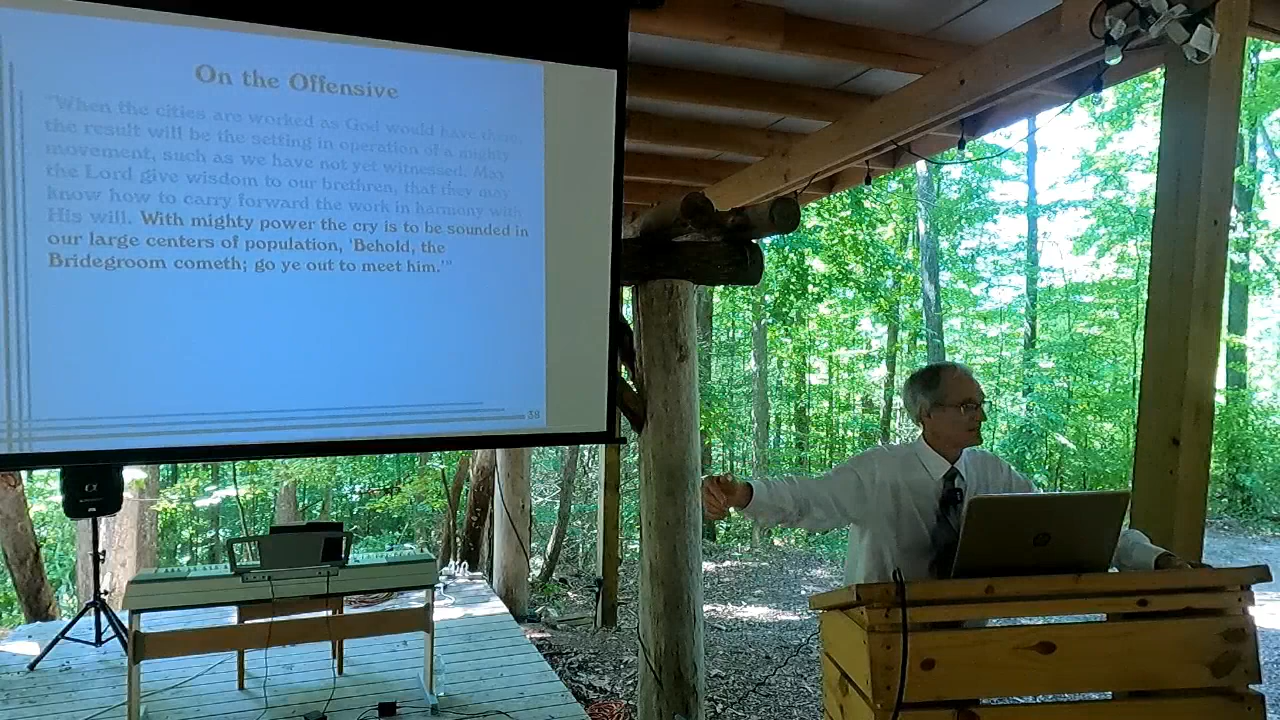 On the Offensive
"When the cities are worked as God would have them,
the result will be the setting in operation of a mighty
movement, such as we have not yet witnessed. May
the Lord give wisdom to our brethren, that they may
know how to carry forward the work in harmony with
His will. With mighty power the cry is to be sounded in
our large centers of population, 'Behold, the
Bridegroom cometh; go ye out to meet him.'"
38
hp